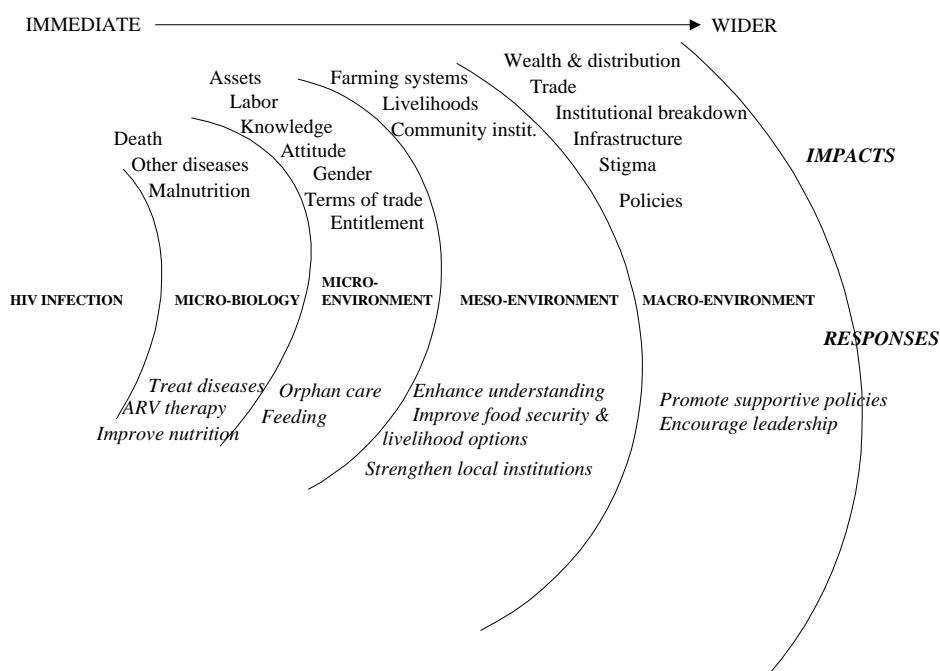 IMMEDIATE
WIDER
Wealth & distribution
Trade
Institutional breakdown
Infrastructure
Stigma
Policies
Farming systems
Livelihoods
Community instit.
Assets
Labor
Knowledge
Attitude
Gender
Terms of trade
Entitlement
Death
Other diseases
Malnutrition
IMPACTS
HIV INFECTION
MICRO-BIOLOGY
MICRO-
ENVIRONMENT
MESO-ENVIRONMENT
MACRO-ENVIRONMENT
RESPONSES
Treat diseases
ARV therapy
Improve nutrition
Orphan care
Feeding
Enhance understanding
Improve food security &
livelihood options
Strengthen local institutions
Promote supportive policies
Encourage leadership